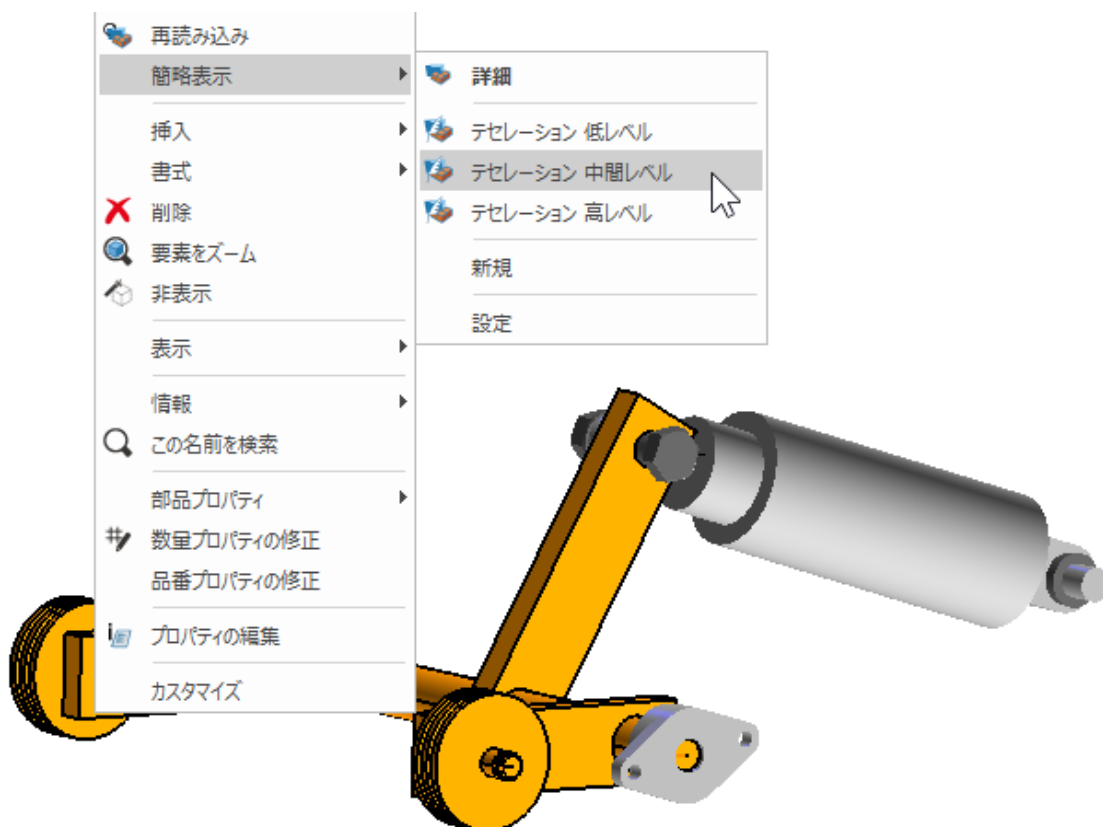 再読み込み
簡略表示
挿入
書式
削除
要素をズーム
非表示
表示
情報
この名前を検索
部品プロパティ
数量プロパティの修正
品番プロパティの修正
プロパティの編集
カスタマイズ
詳細
テセレーション 低レベル
テセレーション 中間レベル
テセレーション 高レベル
新規
設定